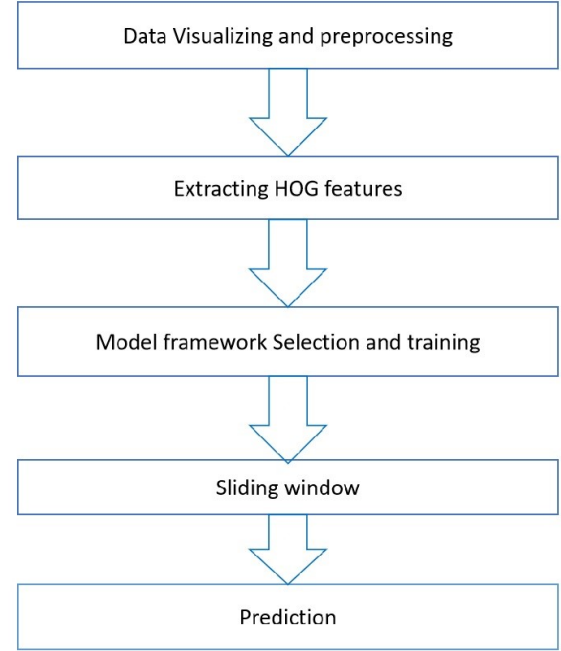 Data Visualizing and preprocessing
Extracting HOG features
Model framework Selection and training
Sliding window
Prediction